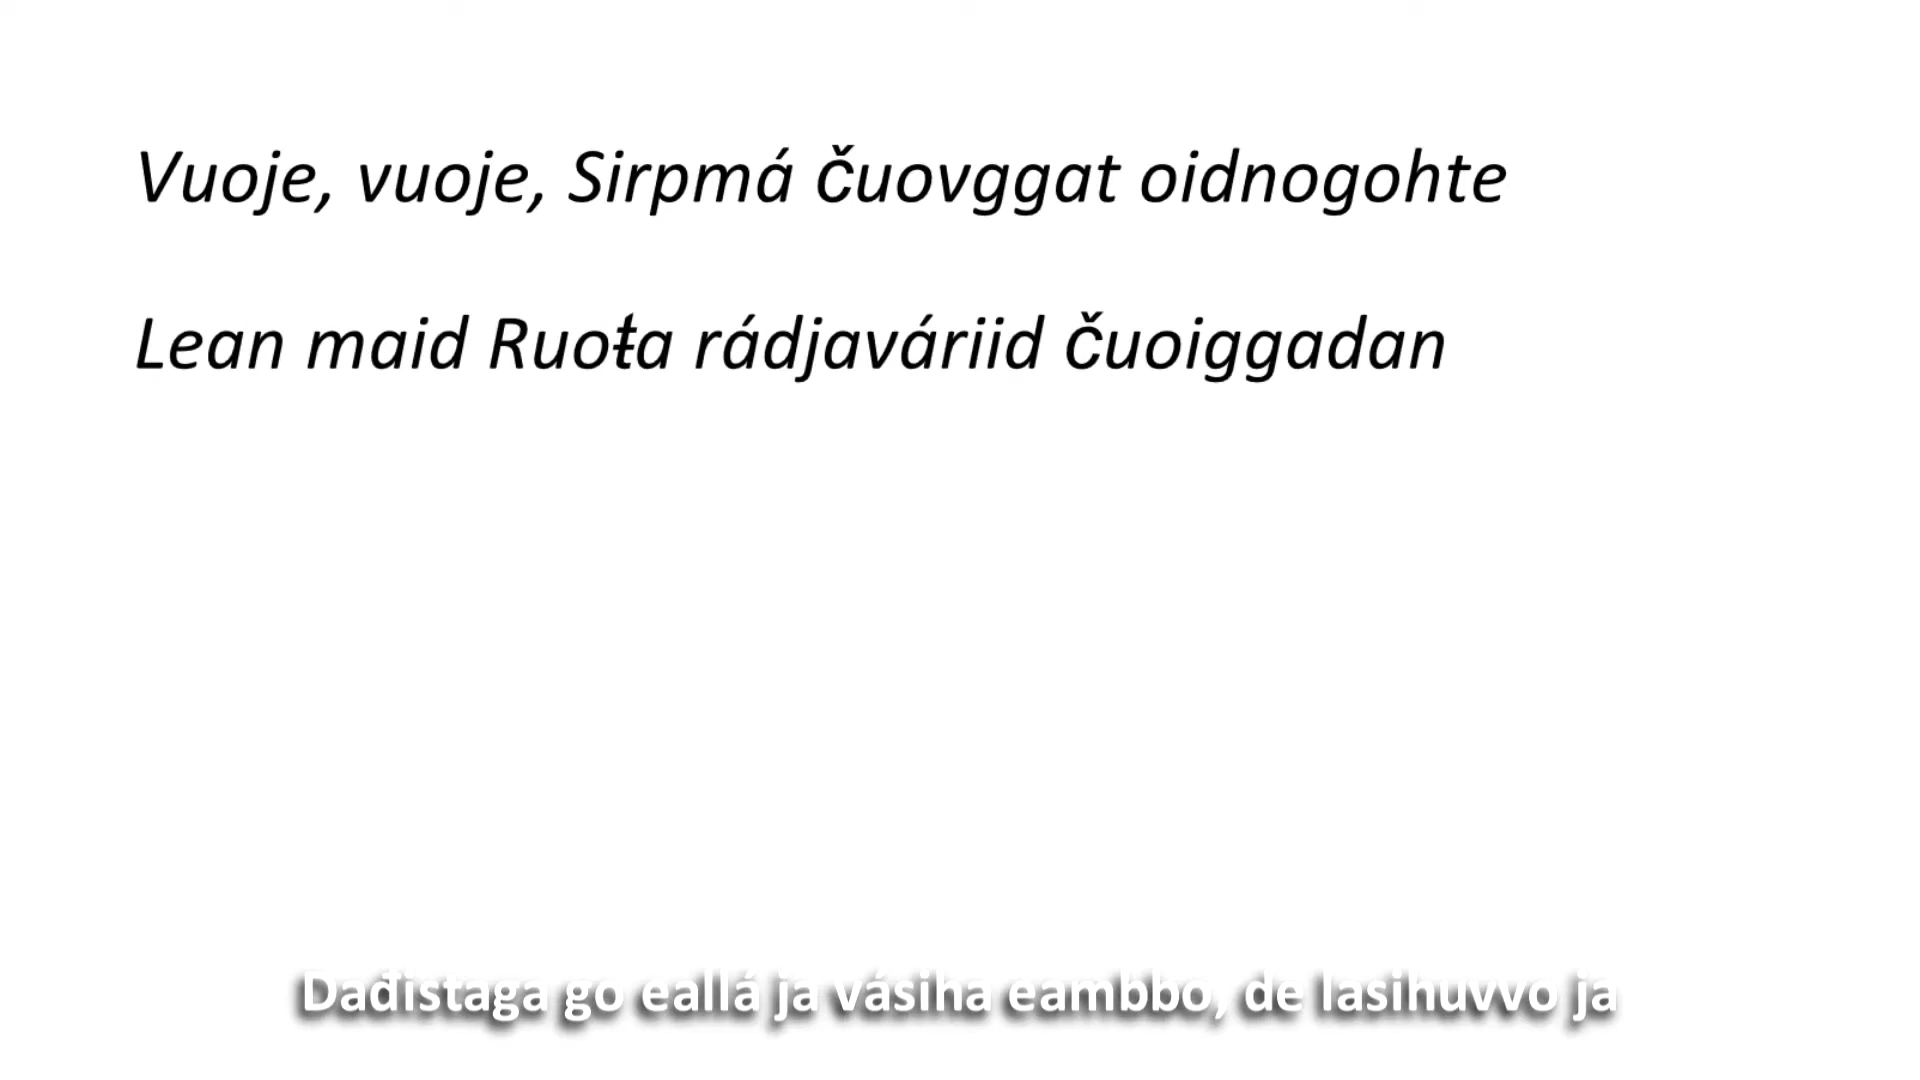 Vuoje, vuoje, Sirpmá čuovggat oidnogohte
Lean maid Ruoŧa rádjaváriid čuoiggadan
Dađistaga go eallá ja vásiha eambbo, de lasihuvvo ja